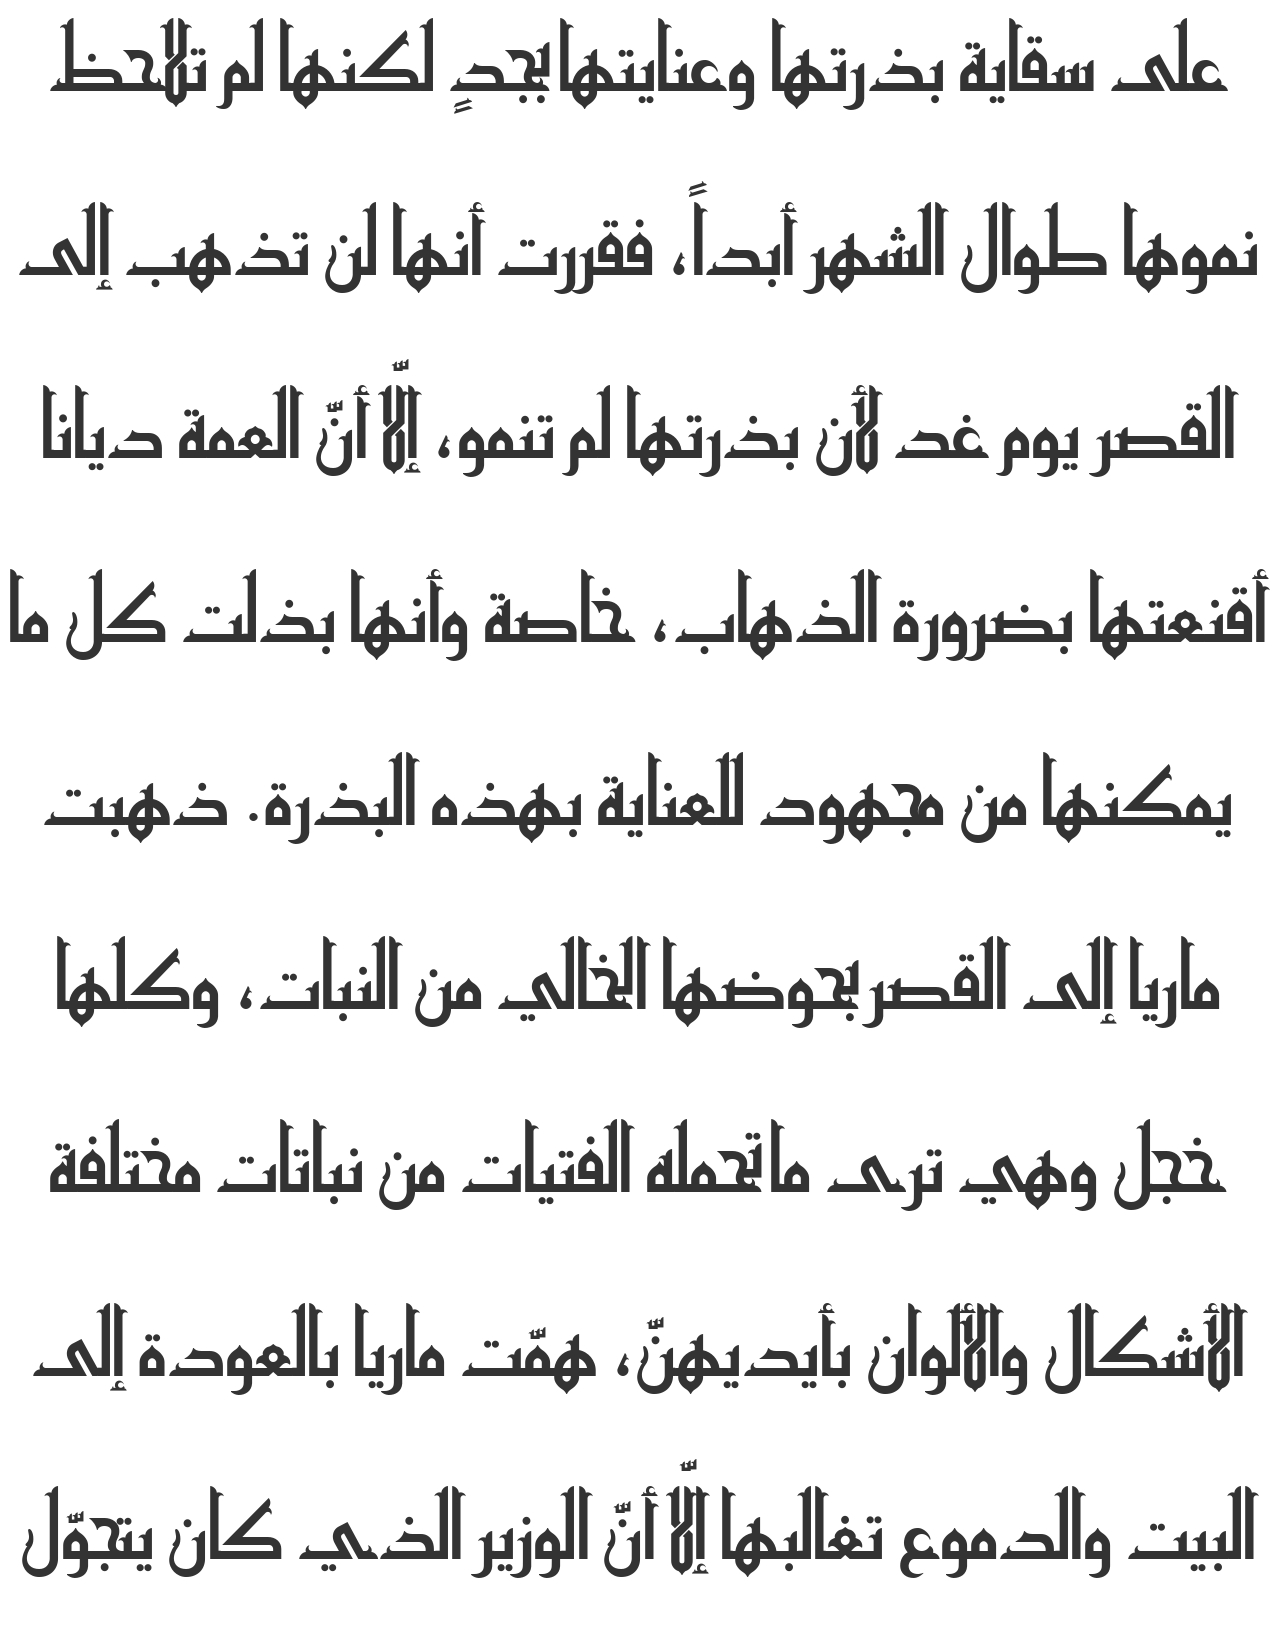 على سقاية بذرتها وعنايتها بجدٍ لكنها لم تلاحظ
نموها طوال الشهر أبداً، فقررت أنها لن تذهب إلى
القصر يوم غد لأن بذرتها لم تنمو، إلّا أنّ العمة ديانا
أقنعتها بضرورة الذهاب، خاصة وأنها بذلت كل ما
يمكنها من مجهود للعناية بهذه البذرة. ذهبت
ماريا إلى القصر بحوضها الخالي من النبات، وكلها
خجل وهي ترى ما تحمله الفتيات من نباتات مختلفة
الأشكال والألوان بأيديهنّ، همّت ماريا بالعودة إلى
البيت والدموع تغالبها إلّا أنّ الوزير الذي كان يتجوّل